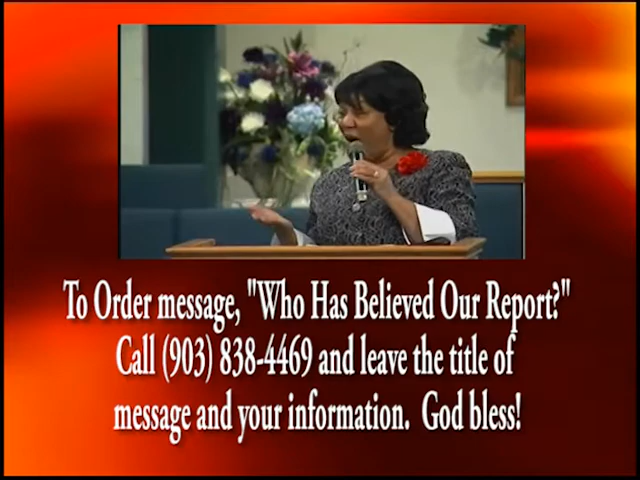 To Order message, "Who Has Believed Our Report?"
Call (903) 838-4469 and leave the title of
message and your information. God bless!